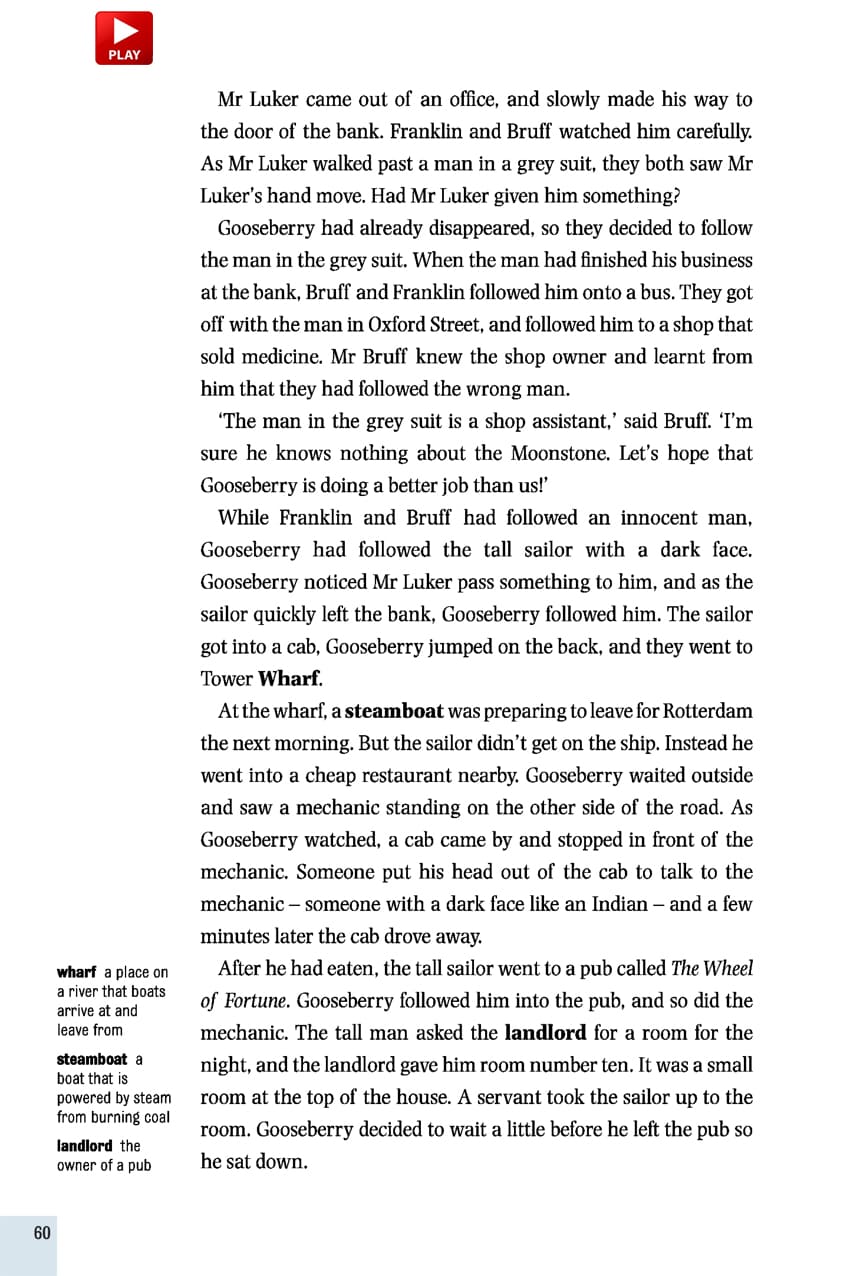 PLAY
Mr Luker came out of an office, and slowly made his way to
the door of the bank. Franklin and Bruff watched him carefully.
As Mr Luker walked past a man in a grey suit, they both saw Mr
Luker's hand move. Had Mr Luker given him something?
Gooseberry had already disappeared, so they decided to follow
the man in the grey suit. When the man had finished his business
at the bank, Bruff and Franklin followed him onto a bus. They got
off with the man in Oxford Street, and followed him to a shop that
sold medicine. Mr Bruff knew the shop owner and learnt from
him that they had followed the wrong man.
‘The man in the grey suit is a shop assistant,’ said Bruff. ‘I'm
sure he knows nothing about the Moonstone. Let's hope that
Gooseberry is doing a better job than us!’
While Franklin and Bruff had followed an innocent man,
Gooseberry had followed the tall sailor with a dark face.
Gooseberry noticed Mr Luker pass something to him, and as the
sailor quickly left the bank, Gooseberry followed him. The sailor
got into a cab, Gooseberry jumped on the back, and they went to
Tower Wharf.
At the wharf, a steamboat was preparing to leave for Rotterdam
the next morning. But the sailor didn't get on the ship. Instead he
went into a cheap restaurant nearby. Gooseberry waited outside
and saw a mechanic standing on the other side of the road. As
Gooseberry watched, a cab came by and stopped in front of the
mechanic. Someone put his head out of the cab to talk to the
mechanic – someone with a dark face like an Indian – and a few
minutes later the cab drove away.
After he had eaten, the tall sailor went to a pub called The Wheel
of Fortune. Gooseberry followed him into the pub, and so did the
mechanic. The tall man asked the landlord for a room for the
night, and the landlord gave him room number ten. It was a small
room at the top of the house. A servant took the sailor up to the
room. Gooseberry decided to wait a little before he left the pub so
he sat down.
wharf a place on
a river that boats
arrive at and
leave from
steamboat a
boat that is
powered by steam
from burning coal
landlord the
owner of a pub
60